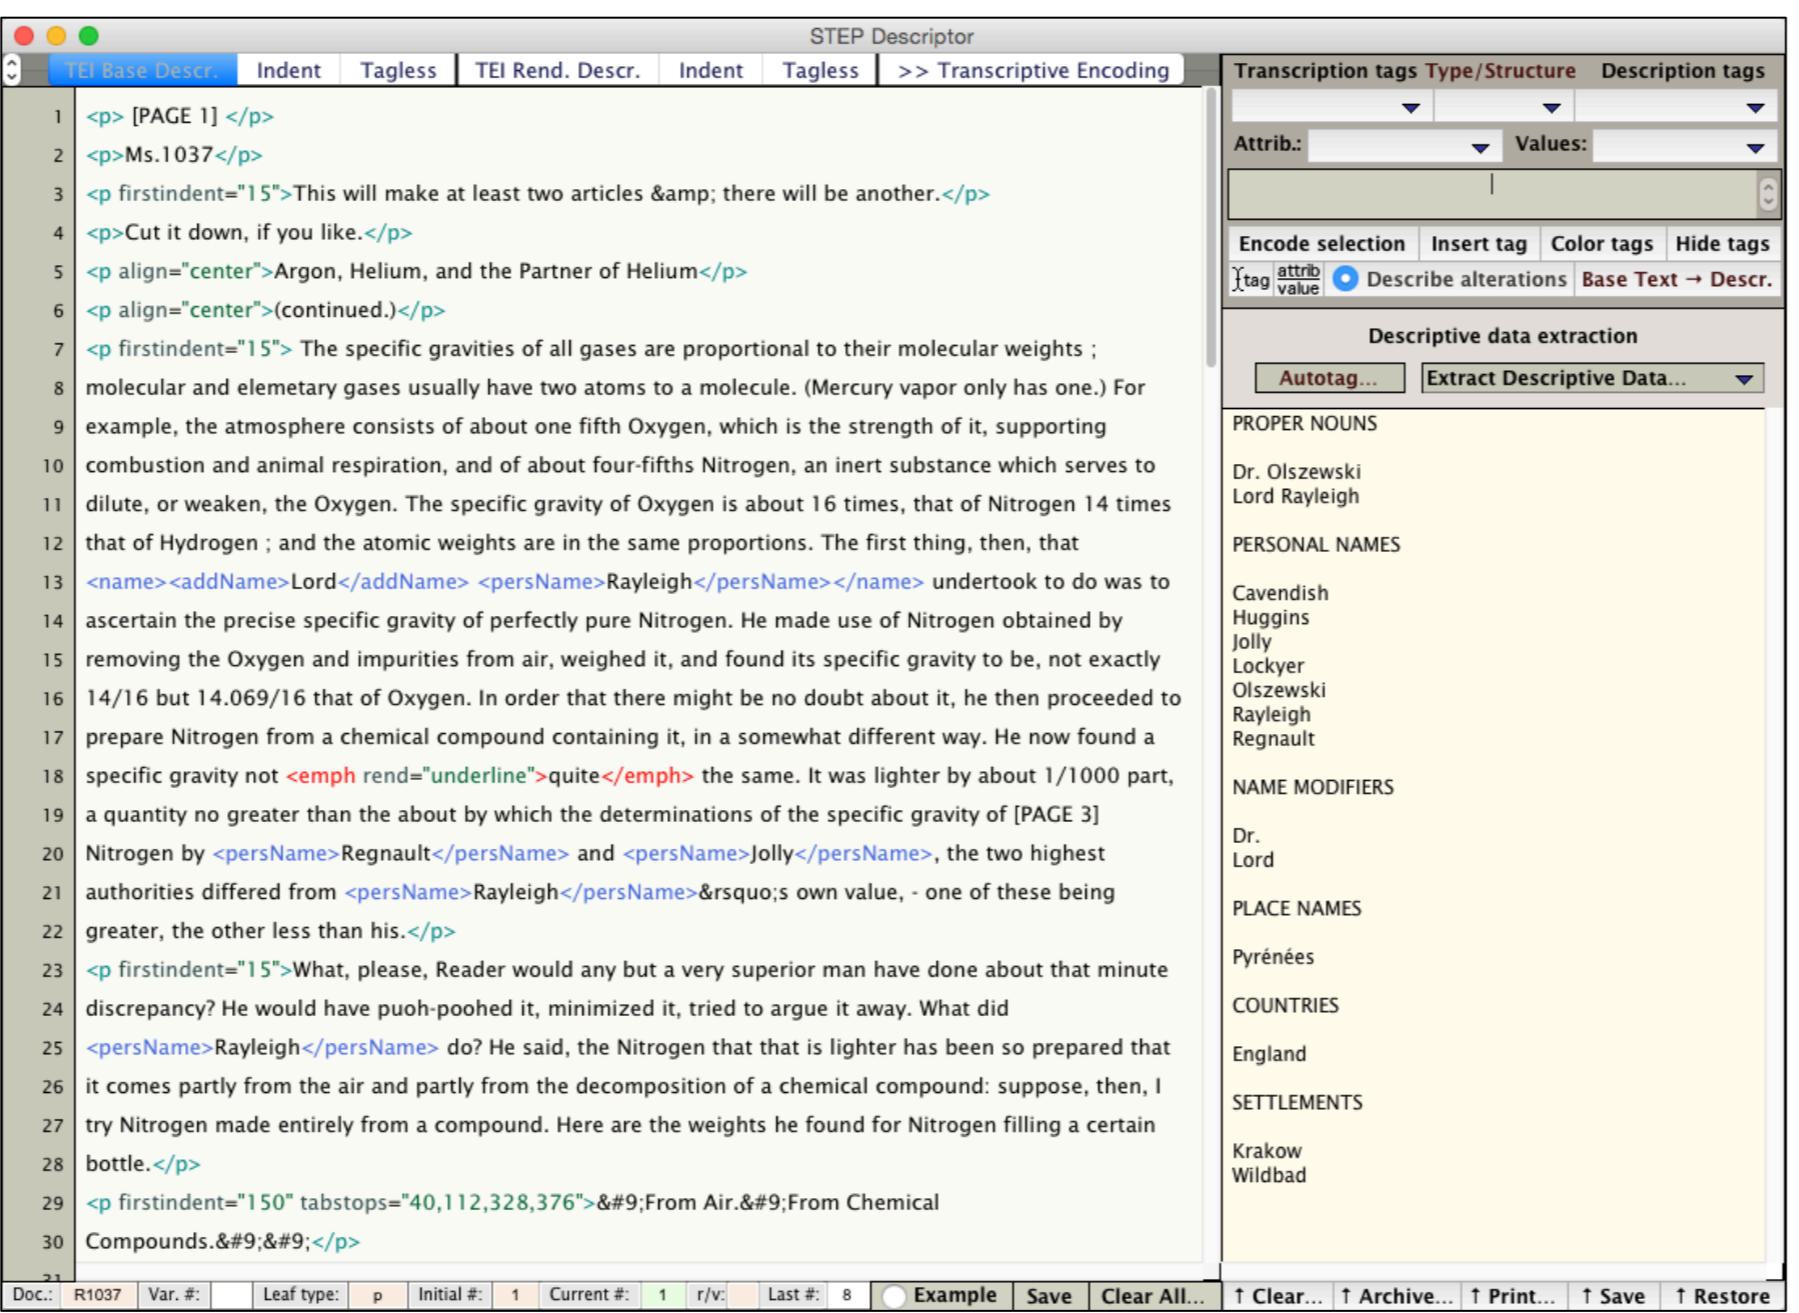 STEP Descriptor
TEI Base Descr. Indent Tagless TEI Rend. Descr. Indent Tagless >> Transcriptive Encoding
1 <p> [PAGE 1] </p>
2 <p>Ms.1037</p>
3 <p firstindent="15">This will make at least two articles &amp; there will be another.</p>
4 <p>Cut it down, if you like.</p>
5 <p align="center">Argon, Helium, and the Partner of Helium</p>
6 <p align="center">(continued.)</p>
7 <p firstindent="15"> The specific gravities of all gases are proportional to their molecular weights ;
8 molecular and elemetary gases usually have two atoms to a molecule. (Mercury vapor only has one.) For
9 example, the atmosphere consists of about one fifth Oxygen, which is the strength of it, supporting
10 combustion and animal respiration, and of about four-fifths Nitrogen, an inert substance which serves to
11 dilute, or weaken, the Oxygen. The specific gravity of Oxygen is about 16 times, that of Nitrogen 14 times
12 that of Hydrogen ; and the atomic weights are in the same proportions. The first thing, then, that
13 <name><addName>Lord</addName> <persName>Rayleigh</persName></name> undertook to do was to
14 ascertain the precise specific gravity of perfectly pure Nitrogen. He made use of Nitrogen obtained by
15 removing the Oxygen and impurities from air, weighed it, and found its specific gravity to be, not exactly
16 14/16 but 14.069/16 that of Oxygen. In order that there might be no doubt about it, he then proceeded to
17 prepare Nitrogen from a chemical compound containing it, in a somewhat different way. He now found a
18 specific gravity not <emph rend="underline">quite</emph> the same. It was lighter by about 1/1000 part,
19 a quantity no greater than the about by which the determinations of the specific gravity of [PAGE 3]
20 Nitrogen by <persName>Regnault</persName> and <persName>Jolly</persName>, the two highest
21 authorities differed from <persName>Rayleigh</persName>&rsquo;s own value, - one of these being
22 greater, the other less than his.</p>
23 <p firstindent="15">What, please, Reader would any but a very superior man have done about that minute
24 discrepancy? He would have puoh-poohed it, minimized it, tried to argue it away. What did
25 <persName>Rayleigh</persName> do? He said, the Nitrogen that that is lighter has been so prepared that
26 it comes partly from the air and partly from the decomposition of a chemical compound: suppose, then, I
27 try Nitrogen made entirely from a compound. Here are the weights he found for Nitrogen filling a certain
28 bottle.</p>
29 <p firstindent="150" tabstops="40,112,328,376">&#9;From Air.&#9;From Chemical
30 Compounds.&#9;&#9;</p>
31
Transcription tags Type/Structure Description tags
Attrib.: Values:
Encode selection Insert tag Color tags Hide tags
tag attrib value Describe alterations Base Text → Descr.
Descriptive data extraction
Autotag... Extract Descriptive Data...
PROPER NOUNS
Dr. Olszewski
Lord Rayleigh
PERSONAL NAMES
Cavendish
Huggins
Jolly
Lockyer
Olszewski
Rayleigh
Regnault
NAME MODIFIERS
Dr.
Lord
PLACE NAMES
Pyrénées
COUNTRIES
England
SETTLEMENTS
Krakow
Wildbad
Doc.: R1037 Var. #: Leaf type: p Initial #: 1 Current #: 1 r/v: Last #: 8 Example Save Clear All... ↑ Clear... ↑ Archive... ↑ Print... ↑ Save ↑ Restore